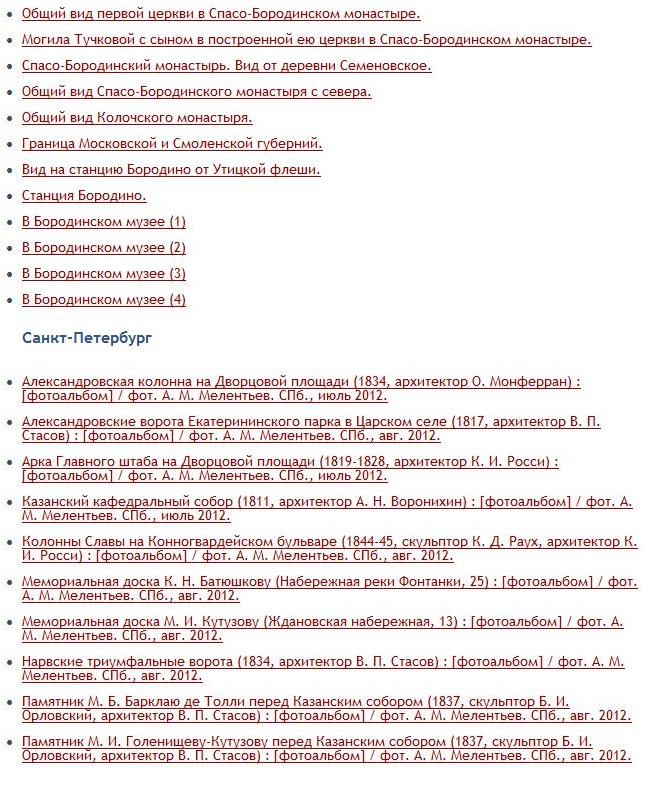 Общий вид первой церкви в Спасо-Бородинском монастыре.
Могила Тучковой с сыном в построенной ею церкви в Спасо-Бородинском монастыре.
Спасо-Бородинский монастырь. Вид от деревни Семеновское.
Общий вид Спасо-Бородинского монастыря с севера.
Общий вид Колочского монастыря.
Граница Московской и Смоленской губерний.
Вид на станцию Бородино от Утицкой флеши.
Станция Бородино.
В Бородинском музее (1)
В Бородинском музее (2)
В Бородинском музее (3)
В Бородинском музее (4)
Санкт-Петербург
Александровская колонна на Дворцовой площади (1834, архитектор О. Монферран) :
[фотоальбом] / фот. А. М. Мелентьев. СПб., июль 2012.
Александровские ворота Екатерининского парка в Царском селе (1817, архитектор В. П.
Стасов) : [фотоальбом] / фот. А. М. Мелентьев. СПб., авг. 2012.
Арка Главного штаба на Дворцовой площади (1819-1828, архитектор К. И. Росси) :
[фотоальбом] / фот. А. М. Мелентьев. СПб., июль 2012.
Казанский кафедральный собор (1811, архитектор А. Н. Воронихин) : [фотоальбом] / фот. А.
М. Мелентьев. СПб., июль 2012.
Колонны Славы на Конногвардейском бульваре (1844-45, скульптор К. Д. Раух, архитектор К.
И. Росси) : [фотоальбом] / фот. А. М. Мелентьев. СПб., авг. 2012.
Мемориальная доска К. Н. Батюшкову (Набережная реки Фонтанки, 25) : [фотоальбом] / фот.
А. М. Мелентьев. СПб., авг. 2012.
Мемориальная доска М. И. Кутузову (Ждановская набережная, 13) : [фотоальбом] / фот. А.
М. Мелентьев. СПб., авг. 2012.
Нарвские триумфальные ворота (1834, архитектор В. П. Стасов) : [фотоальбом] / фот. А. М.
Мелентьев. СПб., авг. 2012.
Памятник М. Б. Барклаю де Толли перед Казанским собором (1837, скульптор Б. И.
Орловский, архитектор В. П. Стасов) : [фотоальбом] / фот. А. М. Мелентьев. СПб., авг. 2012.
Памятник М. И. Голенищеву-Кутузову перед Казанским собором (1837, скульптор Б. И.
Орловский, архитектор В. П. Стасов) : [фотоальбом] / фот. А. М. Мелентьев. СПб., авг. 2012.